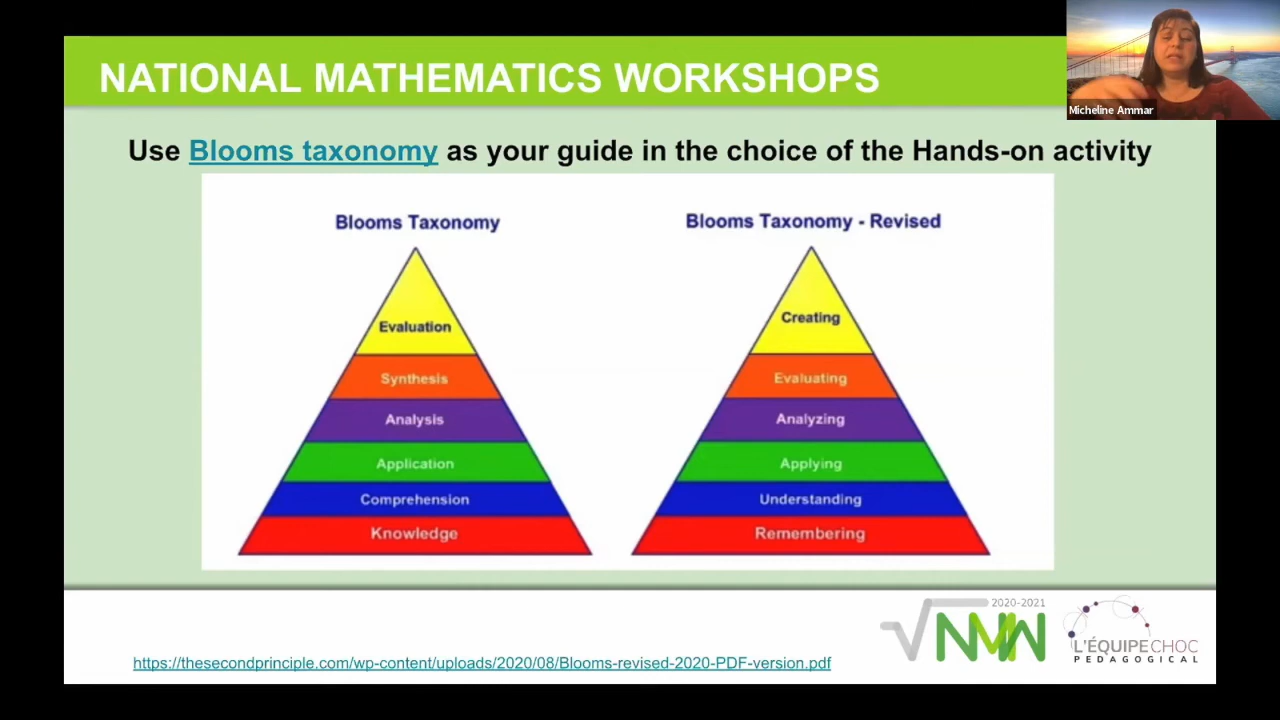 NATIONAL MATHEMATICS WORKSHOPS
Micheline Ammar
Use Blooms taxonomy as your guide in the choice of the Hands-on activity
Blooms Taxonomy
Evaluation
Synthesis
Analysis
Application
Comprehension
Knowledge
Blooms Taxonomy - Revised
Creating
Evaluating
Analyzing
Applying
Understanding
Remembering
2020-2021
NMW
L'ÉQUIPECHOC
PEDAGOGICAL
https://thesecondprinciple.com/wp-content/uploads/2020/08/Blooms-revised-2020-PDF-version.pdf